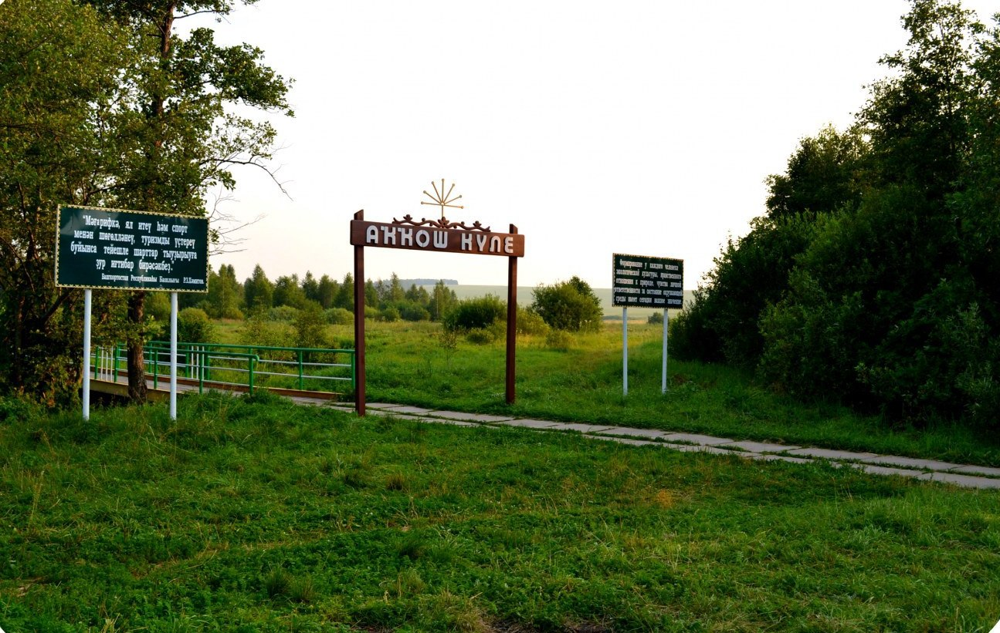 "Мәғарифкә, ял итеү һәм спорт
менән шөғөлләнеү, туризмды үҫтереү
буйынса тейешле шарттар тыуҙырыуға
ҙур иғтибар бирәсәкбеҙ."
Башҡортостан Республикаһы Башлығы Р.З.Хәмитов.
АҠҠОШ КҮЛЕ
Формирование у каждого человека
экологической культуры, нравственного
отношения к природе, чувства личной
ответственности за состояние окружающей
среды имеет сегодня важное значение